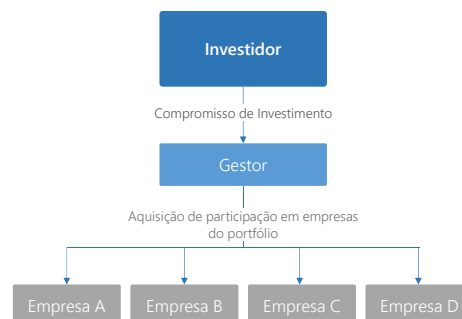 Investidor
Compromisso de Investimento
Gestor
Aquisição de participação em empresas
do portfólio
Empresa A
Empresa B
Empresa C
Empresa D